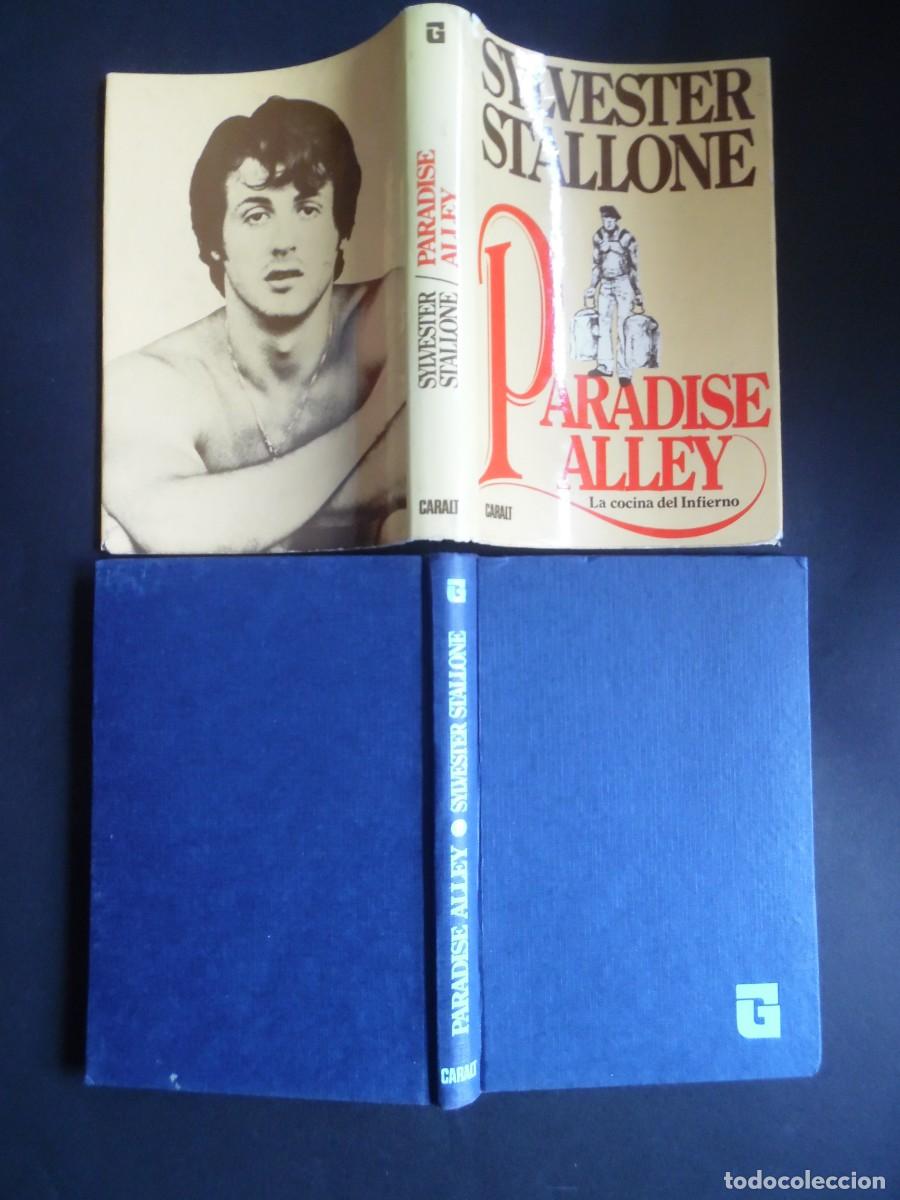 G
SYLVESTER
STALLONE
SYLVESTER
STALLONE / PARADISE
ALLEY
PARADISE
ALLEY
La cocina del Infierno
CARALT
CARALT
G
PARADISE ALLEY • SYLVESTER STALLONE
G
CARALT
todocoleccion